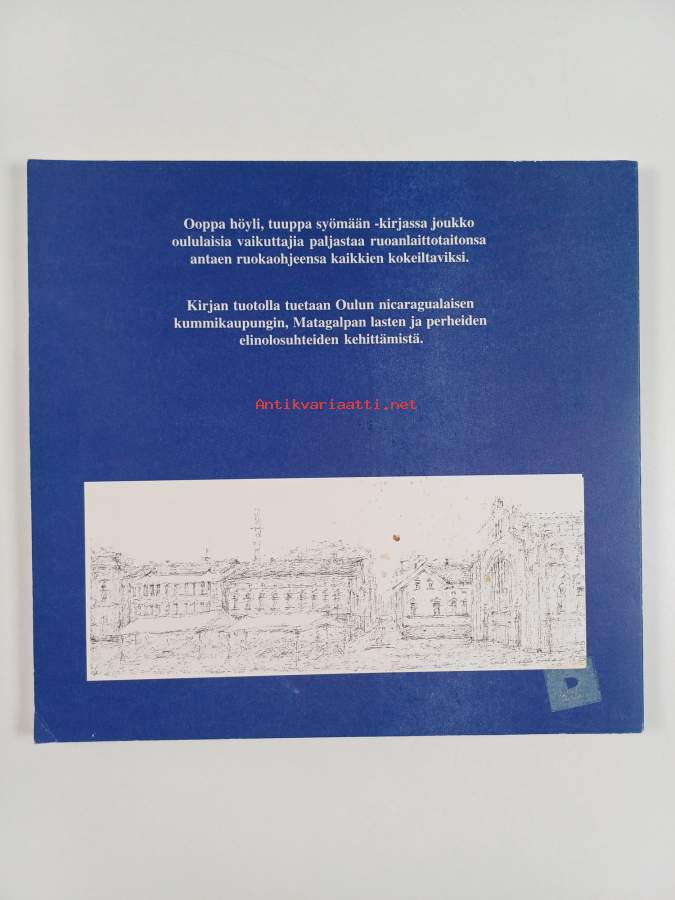 Ooppa höyli, tuuppa syömään -kirjassa joukko
oululaisia vaikuttajia paljastaa ruoanlaittotaitonsa
antaen ruokaohjeensa kaikkien kokeiltaviksi.
Kirjan tuotolla tuetaan Oulun nicaragualaisen
kummikaupungin, Matagalpan lasten ja perheiden
elinolosuhteiden kehittämistä.
Antikvariaatti.net
D